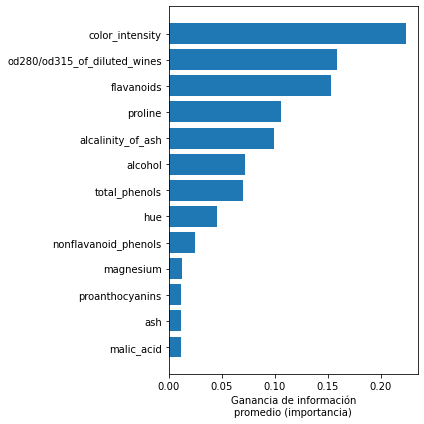 color_intensity
od280/od315_of_diluted_wines
flavanoids
proline
alcalinity_of_ash
alcohol
total_phenols
hue
nonflavanoid_phenols
magnesium
proanthocyanins
ash
malic_acid
0.00 0.05 0.10 0.15 0.20
Ganancia de información
promedio (importancia)